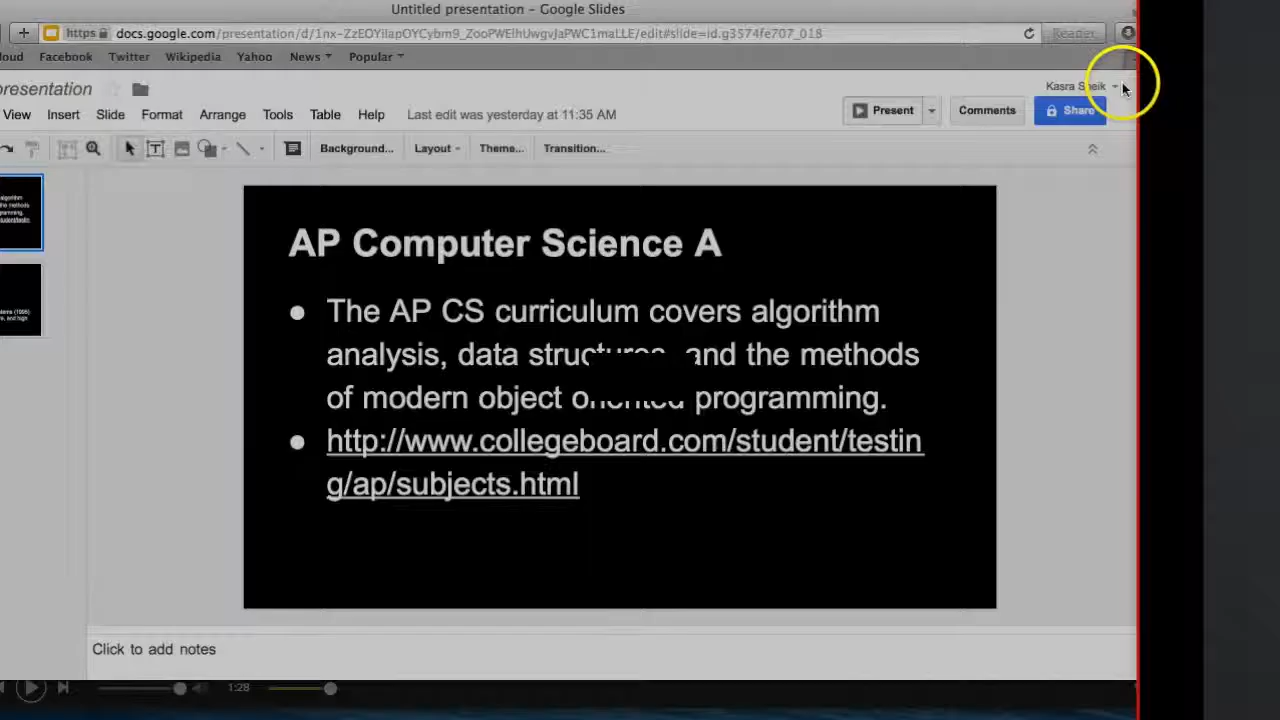 Untitled presentation - Google Slides
https docs.google.com/presentation/d/1nx-ZzEOYilapOYCybm9_ZooPWElhUwgvJaPWC1maLLE/edit#slide=id.g3574fe707_018 Reader
oud Facebook Twitter Wikipedia Yahoo News Popular
presentation
Kasra Sheik
View Insert Slide Format Arrange Tools Table Help Last edit was yesterday at 11:35 AM
Present Comments Share
Background... Layout Theme... Transition...
AP Computer Science A
● The AP CS curriculum covers algorithm
analysis, data structures, and the methods
of modern object oriented programming.
● http://www.collegeboard.com/student/testin
g/ap/subjects.html
Click to add notes
1:28